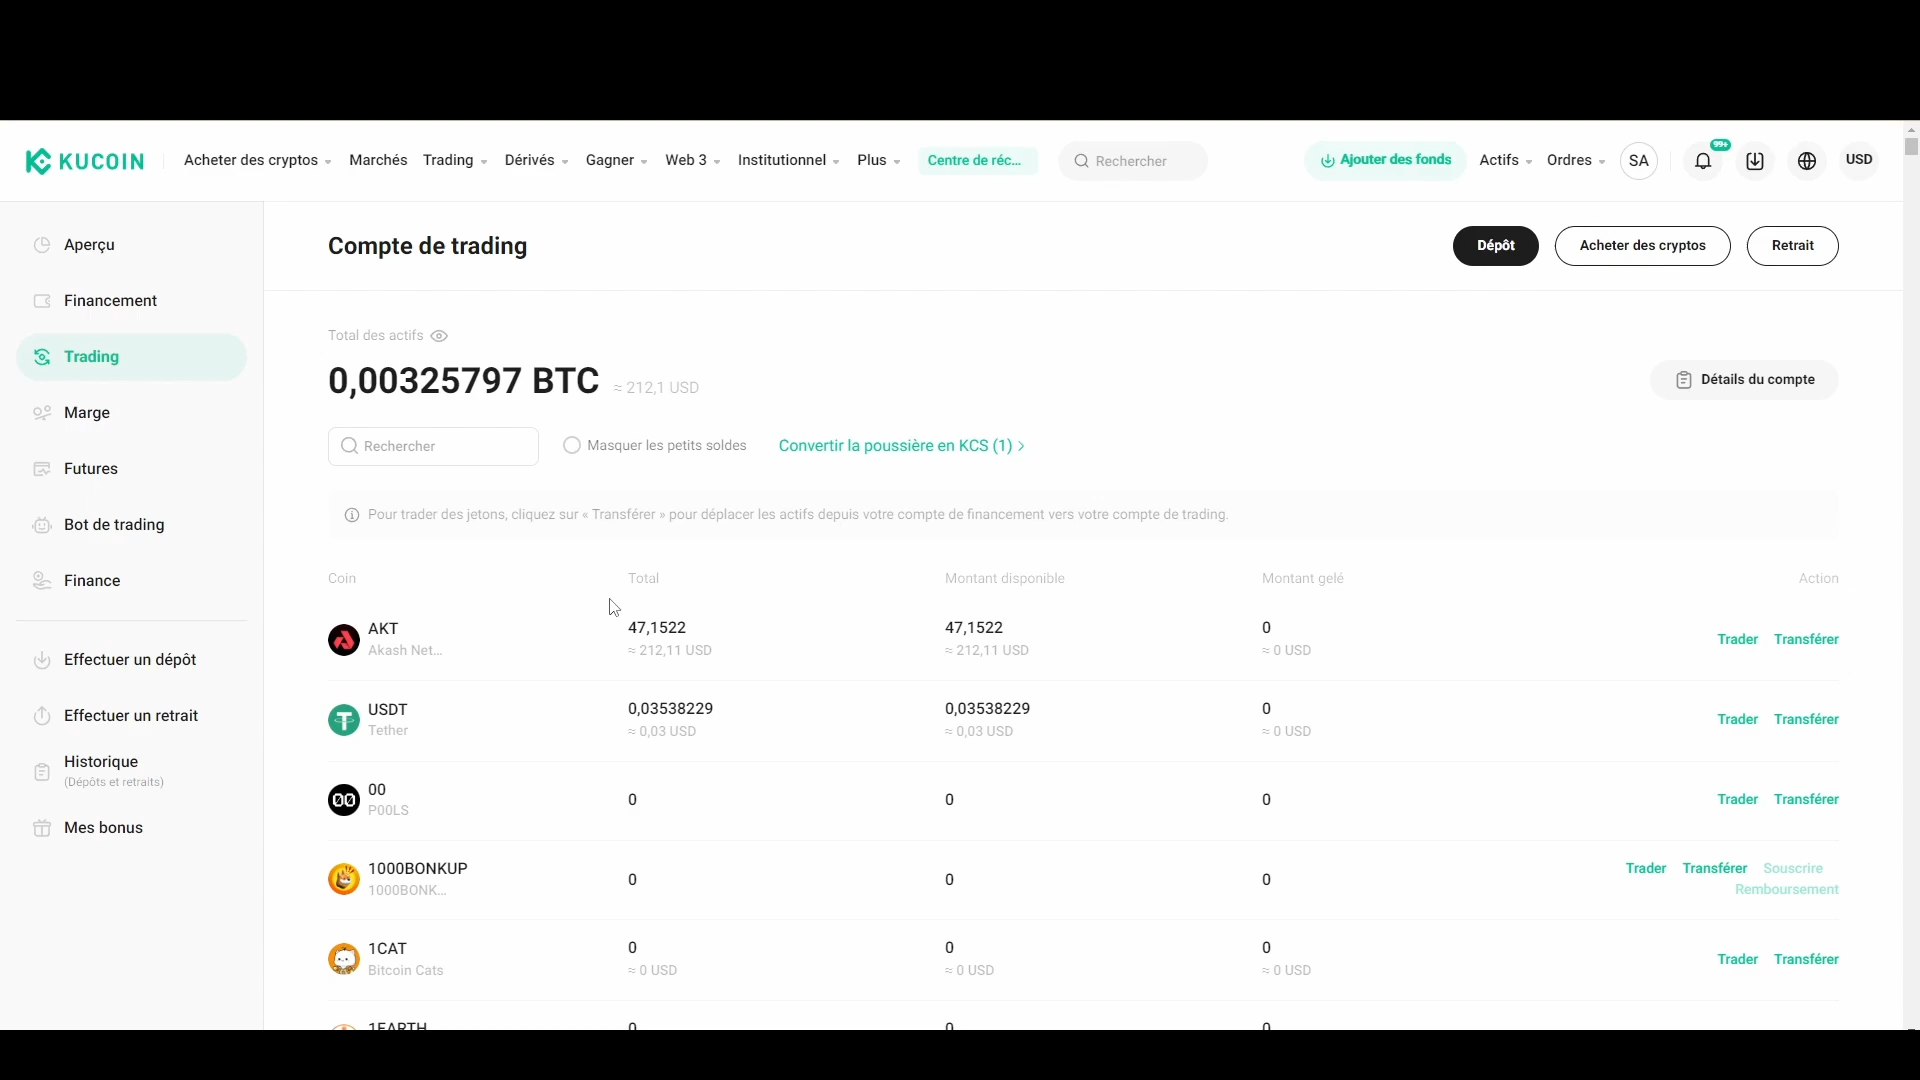 KUCOIN Acheter des cryptos Marchés Trading Dérivés Gagner Web 3 Institutionnel Plus Centre de réc... Rechercher Ajouter des fonds Actifs Ordres SA 99+ USD
Aperçu
Financement
Trading
Marge
Futures
Bot de trading
Finance
Effectuer un dépôt
Effectuer un retrait
Historique
(Dépôts et retraits)
Mes bonus
Compte de trading Dépôt Acheter des cryptos Retrait
Total des actifs
0,00325797 BTC ≈ 212,1 USD Détails du compte
Rechercher Masquer les petits soldes Convertir la poussière en KCS (1) >
Pour trader des jetons, cliquez sur « Transférer » pour déplacer les actifs depuis votre compte de financement vers votre compte de trading.
Coin Total Montant disponible Montant gelé Action
AKT 47,1522 47,1522 0 Trader Transférer
Akash Net... ≈ 212,11 USD ≈ 212,11 USD ≈ 0 USD
USDT 0,03538229 0,03538229 0 Trader Transférer
Tether ≈ 0,03 USD ≈ 0,03 USD ≈ 0 USD
00 0 0 0 Trader Transférer
P00LS
1000BONKUP 0 0 0 Trader Transférer Souscrire
1000BONK... Remboursement
1CAT 0 0 0 Trader Transférer
Bitcoin Cats ≈ 0 USD ≈ 0 USD ≈ 0 USD
1EARTH 0 0 0